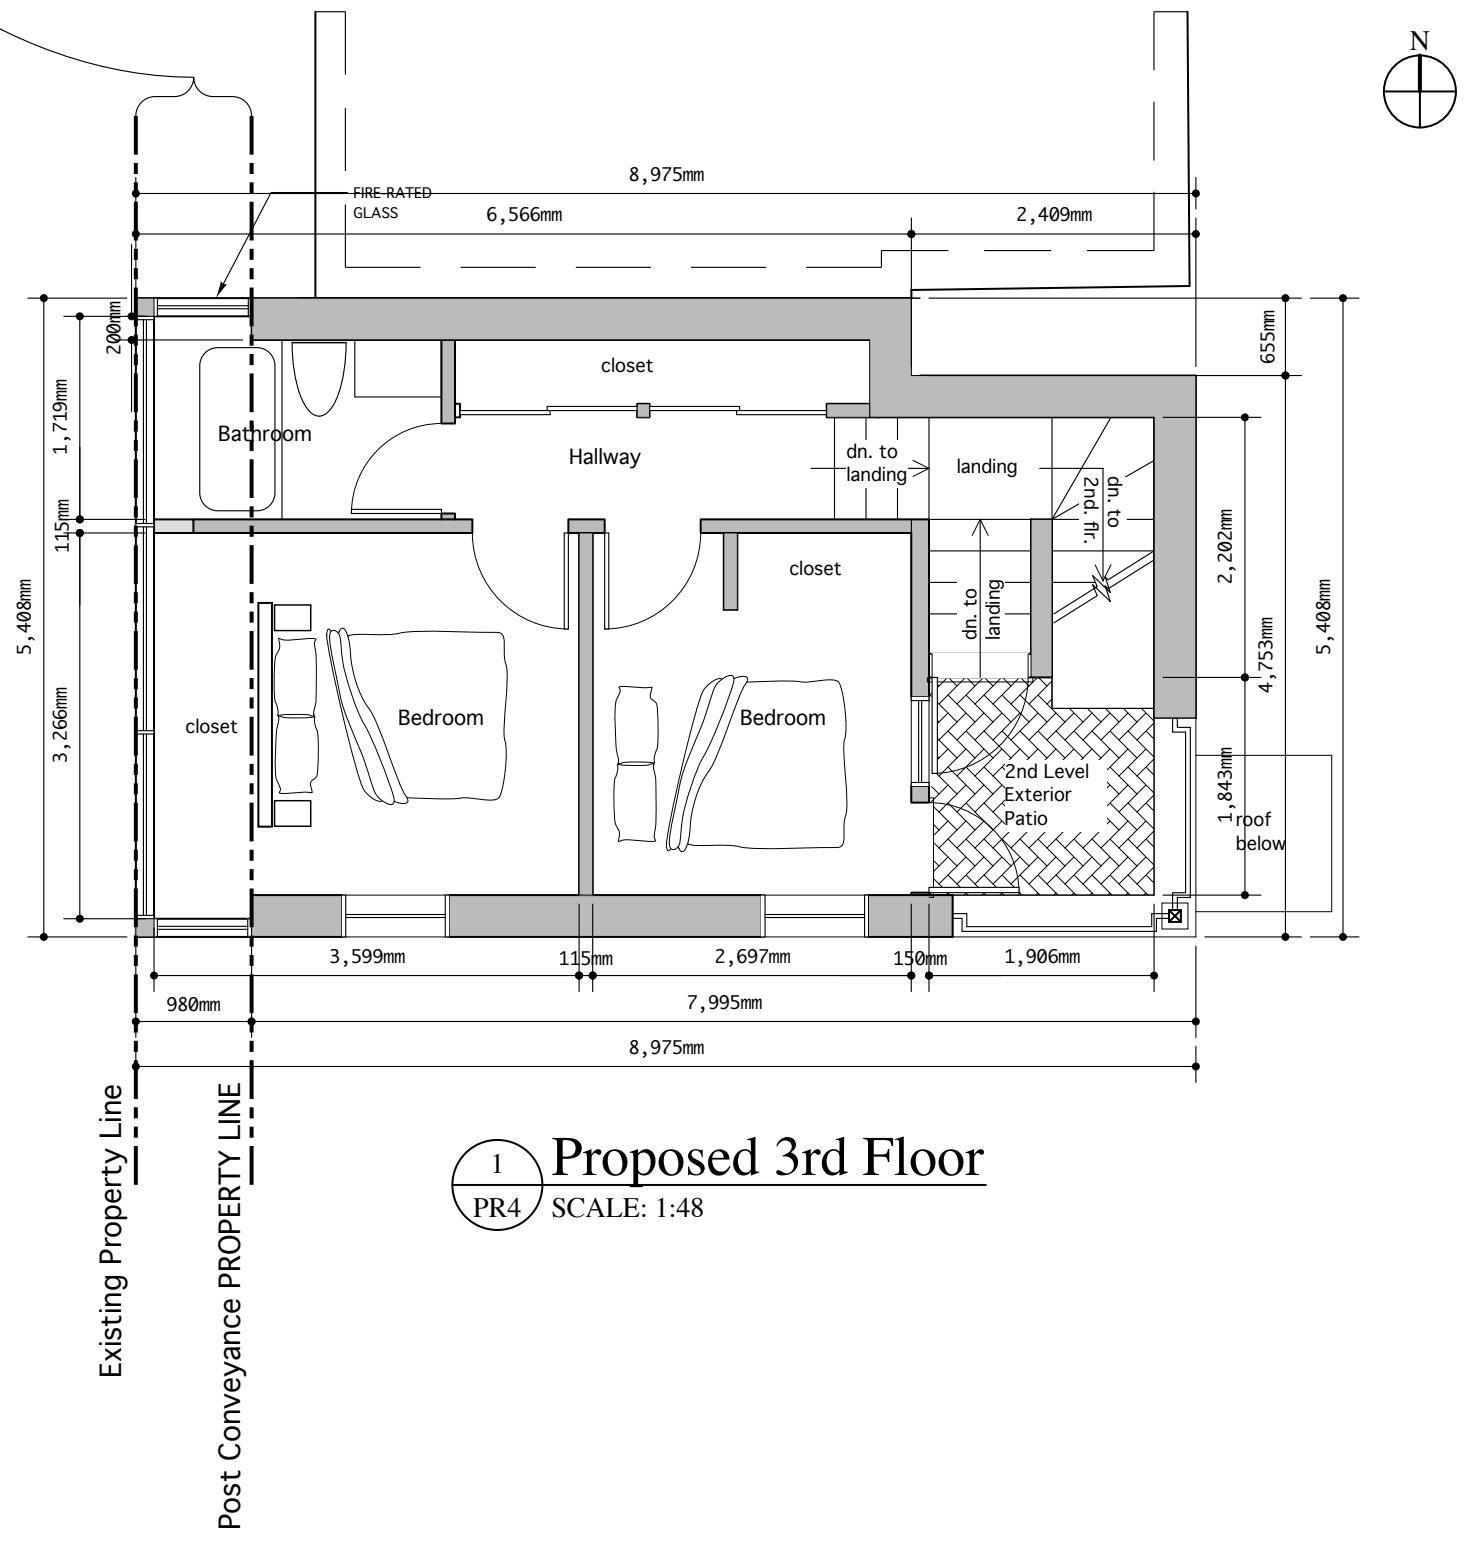 N
8,975mm
FIRE-RATED
GLASS
6,566mm
2,409mm
200mm
655mm
closet
1,719mm
Bathroom
Hallway
dn. to
landing
landing
dn. to
2nd. flr.
115mm
2,202mm
closet
5,408mm
dn. to
landing
4,753mm
5,408mm
3,266mm
closet
Bedroom
Bedroom
2nd Level
Exterior
Patio
1,843mm
roof
below
3,599mm
115mm
2,697mm
150mm
1,906mm
980mm
7,995mm
8,975mm
Existing Property Line
Post Conveyance PROPERTY LINE
1
PR4
Proposed 3rd Floor
SCALE: 1:48